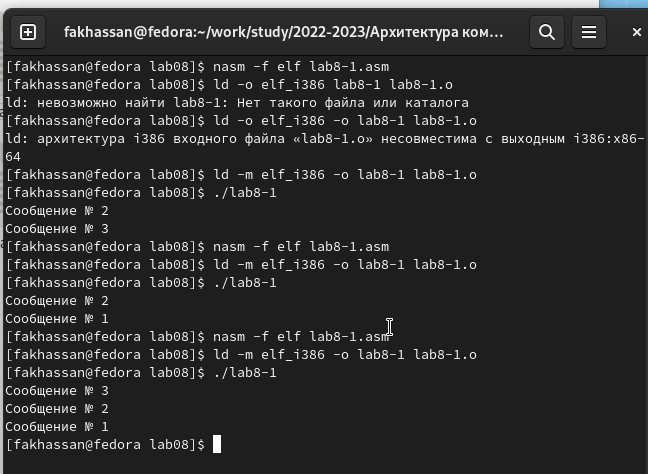 fakhassan@fedora:~/work/study/2022-2023/Архитектура ком...
[fakhassan@fedora lab08]$ nasm -f elf lab8-1.asm
[fakhassan@fedora lab08]$ ld -o elf_i386 lab8-1 lab8-1.o
ld: невозможно найти lab8-1: Нет такого файла или каталога
[fakhassan@fedora lab08]$ ld -o elf_i386 -o lab8-1 lab8-1.o
ld: архитектура i386 входного файла «lab8-1.o» несовместима с выходным i386:x86-
64
[fakhassan@fedora lab08]$ ld -m elf_i386 -o lab8-1 lab8-1.o
[fakhassan@fedora lab08]$ ./lab8-1
Сообщение № 2
Сообщение № 3
[fakhassan@fedora lab08]$ nasm -f elf lab8-1.asm
[fakhassan@fedora lab08]$ ld -m elf_i386 -o lab8-1 lab8-1.o
[fakhassan@fedora lab08]$ ./lab8-1
Сообщение № 2
Сообщение № 1
[fakhassan@fedora lab08]$ nasm -f elf lab8-1.asm
[fakhassan@fedora lab08]$ ld -m elf_i386 -o lab8-1 lab8-1.o
[fakhassan@fedora lab08]$ ./lab8-1
Сообщение № 3
Сообщение № 2
Сообщение № 1
[fakhassan@fedora lab08]$